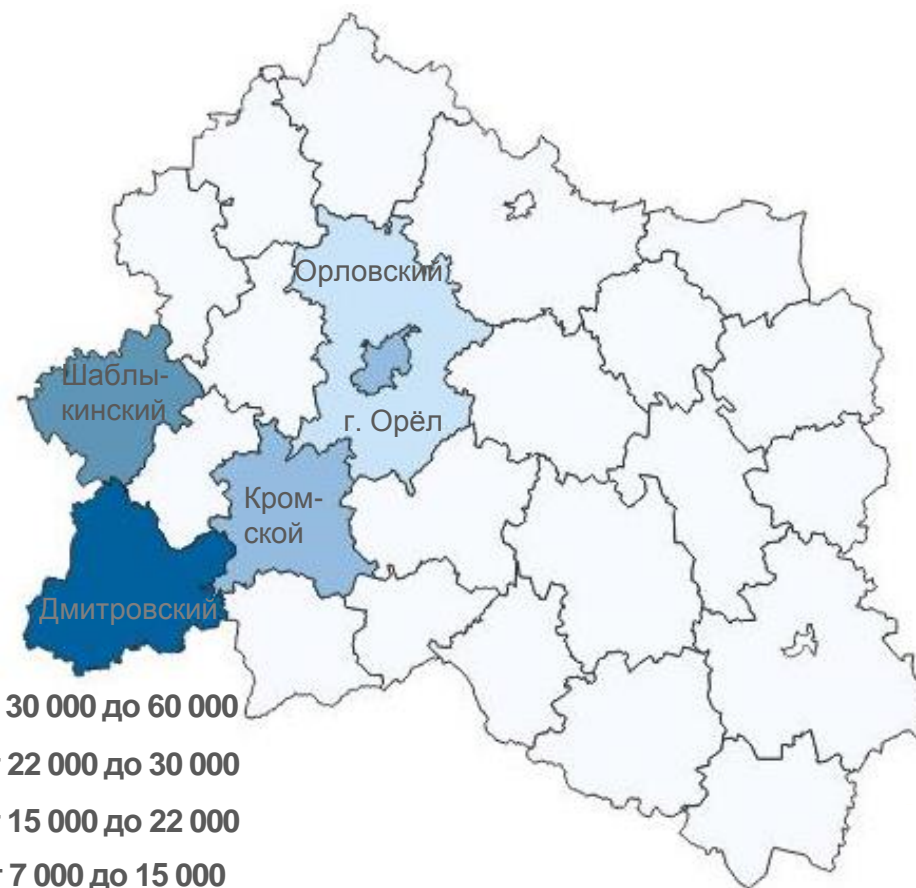 Орловский
Шаблы-
кинский
г. Орёл
Кром-
ской
Дмитровский
30 000 до 60 000
22 000 до 30 000
15 000 до 22 000
7 000 до 15 000